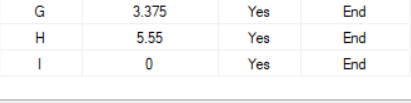 G 3.375 Yes End
H 5.55 Yes End
I 0 Yes End